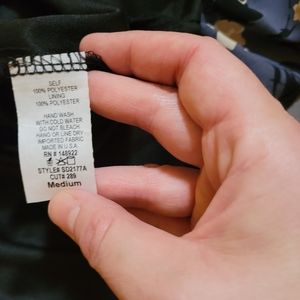 SELF
100% POLYESTER
LINING
100% POLYESTER
HAND WASH
WITH COLD WATER
DO NOT BLEACH
HANG OR LINE DRY
IMPORTED FABRIC
MADE IN U.S.A
RN # 148922
STYLE# SD2177A
CUT# 289
Medium